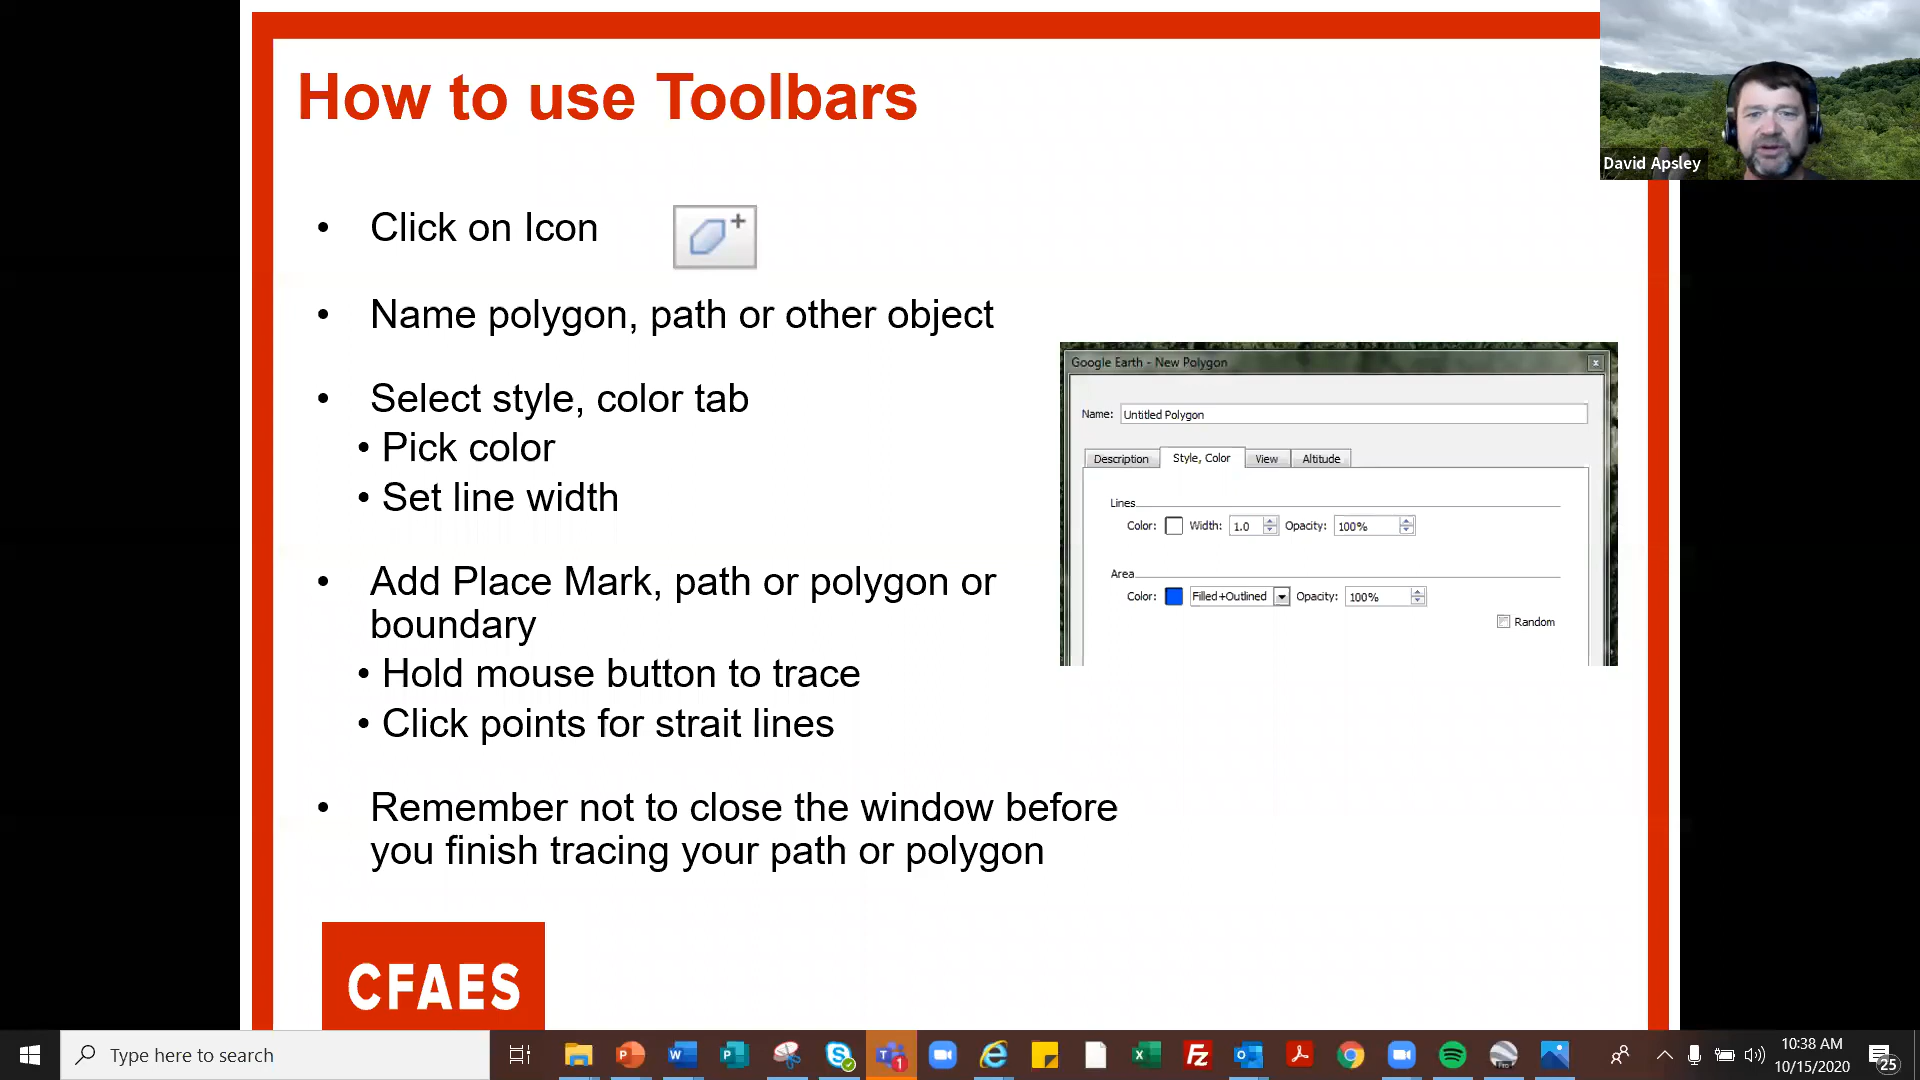 How to use Toolbars
David Apsley
• Click on Icon
• Name polygon, path or other object
• Select style, color tab
• Pick color
• Set line width
• Add Place Mark, path or polygon or
boundary
• Hold mouse button to trace
• Click points for strait lines
• Remember not to close the window before
you finish tracing your path or polygon
Google Earth - New Polygon
x
Name: Untitled Polygon
Description Style, Color View Altitude
Lines
Color: Width: 1.0 Opacity: 100%
Area
Color: Filled+Outlined Opacity: 100%
Random
CFAES
Type here to search
10:38 AM
10/15/2020
25
1